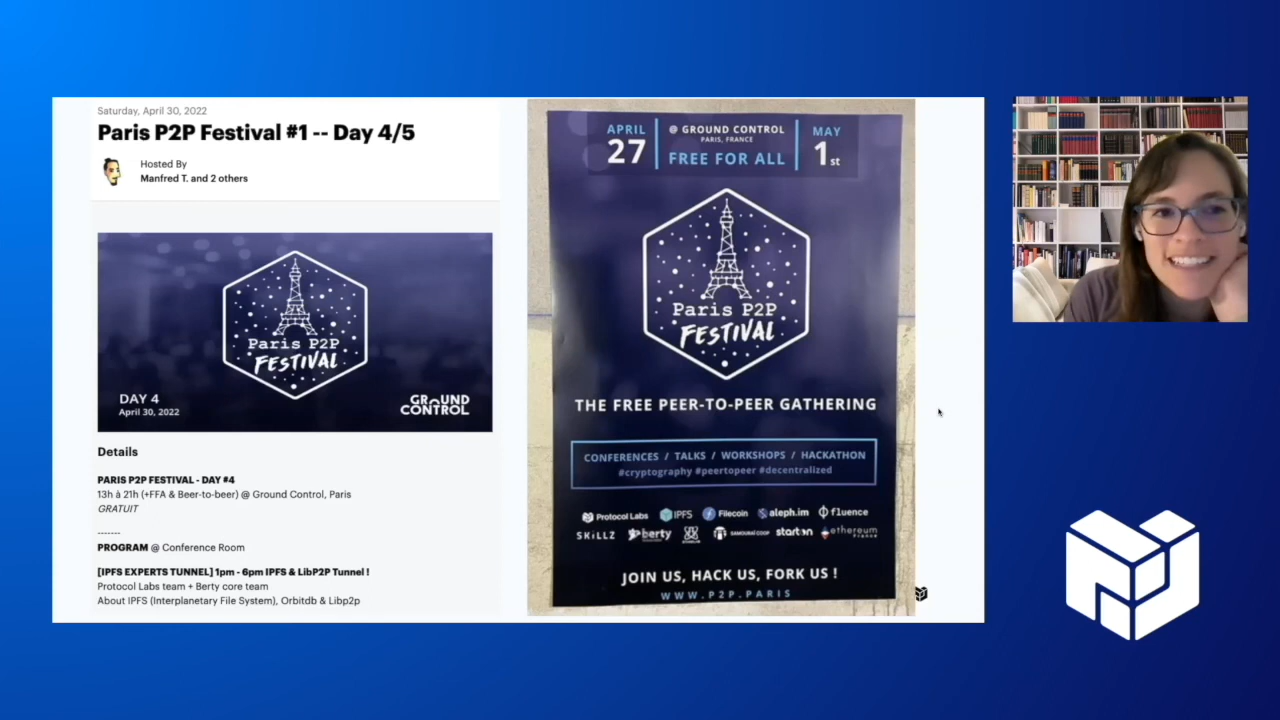 Saturday, April 30, 2022
Paris P2P Festival #1 -- Day 4/5
Hosted By
Manfred T. and 2 others
Paris P2P
FESTIVAL
DAY 4
April 30, 2022
GROUND
CONTROL
Details
PARIS P2P FESTIVAL - DAY #4
13h à 21h (+FFA & Beer-to-beer) @ Ground Control, Paris
GRATUIT
-------
PROGRAM @ Conference Room
[IPFS EXPERTS TUNNEL] 1pm - 6pm IPFS & LibP2P Tunnel !
Protocol Labs team + Berty core team
About IPFS (Interplanetary File System), Orbitdb & Libp2p
APRIL
27
@ GROUND CONTROL
PARIS, FRANCE
FREE FOR ALL
MAY
1st
Paris P2P
FESTIVAL
THE FREE PEER-TO-PEER GATHERING
CONFERENCES / TALKS / WORKSHOPS / HACKATHON
#cryptography #peertopeer #decentralized
Protocol Labs IPFS Filecoin aleph.im fluence
SKILLZ berty SAMOURAI COOP starton ethereum France
JOIN US, HACK US, FORK US !
WWW.P2P.PARIS